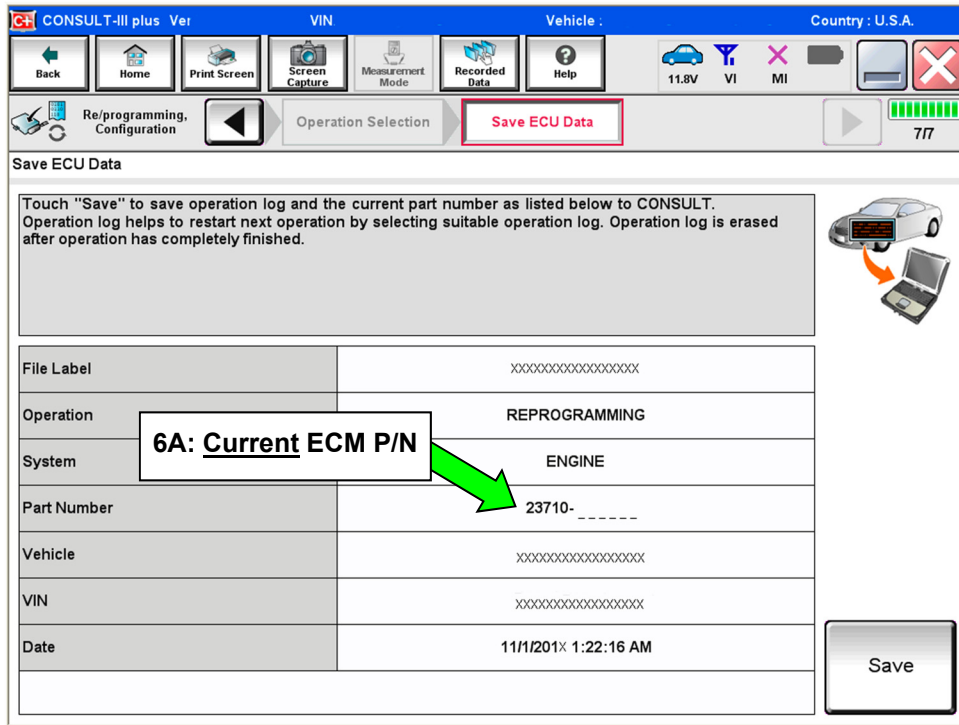 C+ CONSULT-III plus Ver VIN Vehicle : Country : U.S.A.
Back Home Print Screen Screen Capture Measurement Mode Recorded Data Help 11.8V VI MI
Re/programming, Configuration Operation Selection Save ECU Data 7/7
Save ECU Data
Touch "Save" to save operation log and the current part number as listed below to CONSULT.
Operation log helps to restart next operation by selecting suitable operation log. Operation log is erased
after operation has completely finished.
File Label XXXXXXXXXXXXXXXXX
Operation REPROGRAMMING
6A: Current ECM P/N
System ENGINE
Part Number 23710-_ _ _ _ _ _
Vehicle XXXXXXXXXXXXXXXXX
VIN XXXXXXXXXXXXXXXXX
Date 11/1/201X 1:22:16 AM
Save